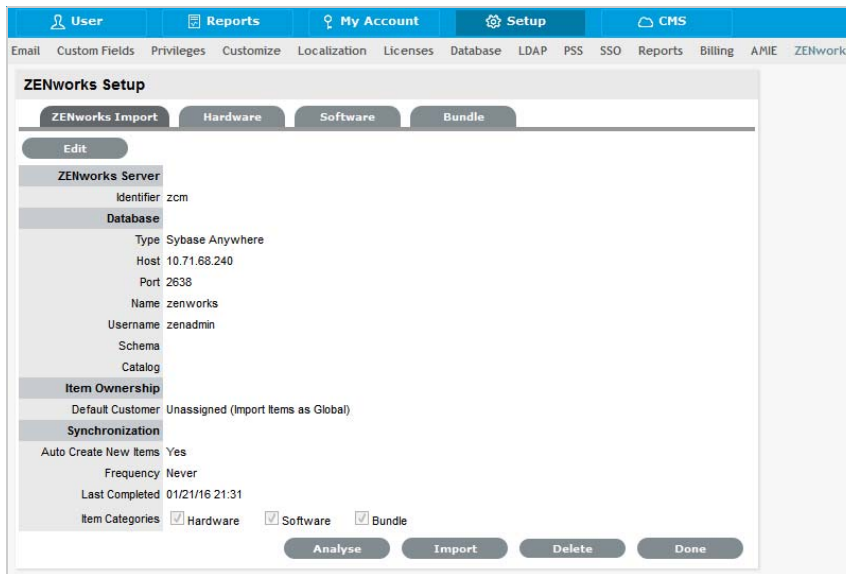 User Reports My Account Setup CMS
Email Custom Fields Privileges Customize Localization Licenses Database LDAP PSS SSO Reports Billing AMIE ZENwork
ZENworks Setup
ZENworks Import Hardware Software Bundle
Edit
ZENworks Server
Identifier zcm
Database
Type Sybase Anywhere
Host 10.71.68.240
Port 2638
Name zenworks
Username zenadmin
Schema
Catalog
Item Ownership
Default Customer Unassigned (Import Items as Global)
Synchronization
Auto Create New Items Yes
Frequency Never
Last Completed 01/21/16 21:31
Item Categories Hardware Software Bundle
Analyse Import Delete Done